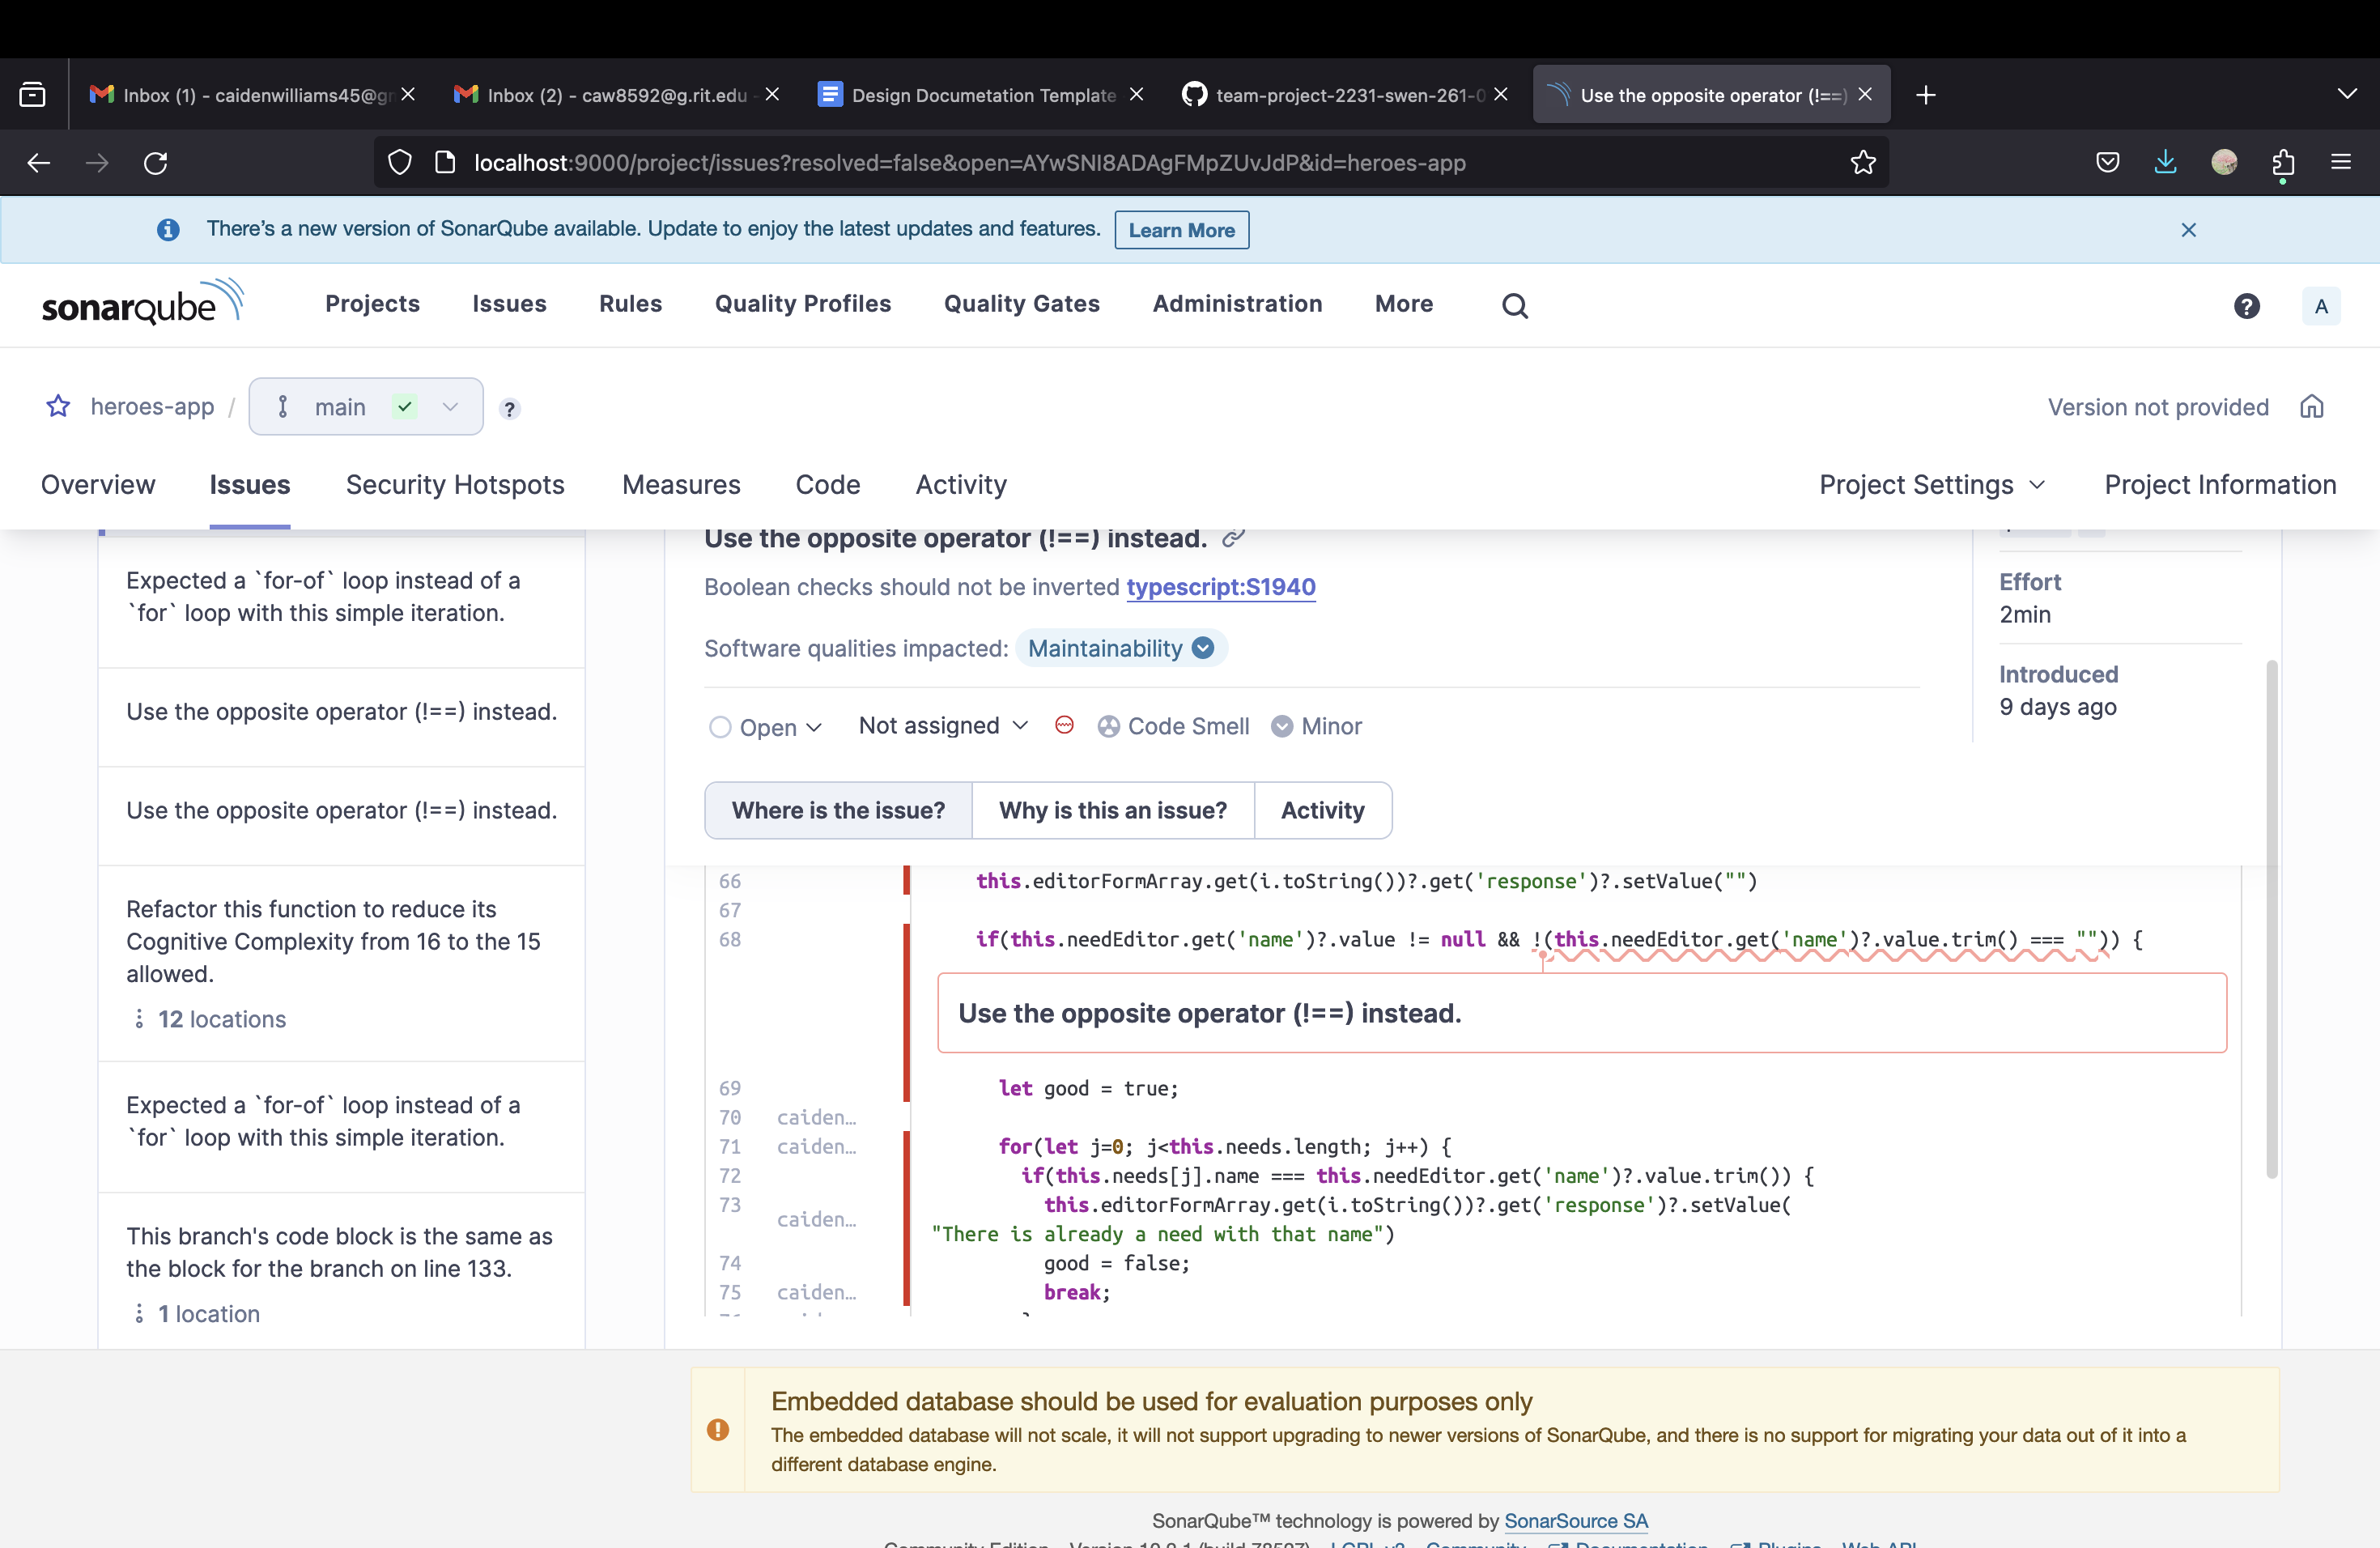 Inbox (1) - caidenwilliams45@gm
Inbox (2) - caw8592@g.rit.edu -
Design Documetation Template
team-project-2231-swen-261-0
Use the opposite operator (!==)
localhost:9000/project/issues?resolved=false&open=AYwSNI8ADAgFMpZUvJdP&id=heroes-app
There's a new version of SonarQube available. Update to enjoy the latest updates and features. Learn More
sonarqube Projects Issues Rules Quality Profiles Quality Gates Administration More ? A
heroes-app / main ? Version not provided
Overview Issues Security Hotspots Measures Code Activity Project Settings Project Information
Expected a `for-of` loop instead of a
`for` loop with this simple iteration.
Use the opposite operator (!==) instead.
Use the opposite operator (!==) instead.
Refactor this function to reduce its
Cognitive Complexity from 16 to the 15
allowed.
12 locations
Expected a `for-of` loop instead of a
`for` loop with this simple iteration.
This branch's code block is the same as
the block for the branch on line 133.
1 location
Use the opposite operator (!==) instead.
Boolean checks should not be inverted typescript:S1940
Software qualities impacted: Maintainability
Open Not assigned Code Smell Minor
Effort
2min
Introduced
9 days ago
Where is the issue? Why is this an issue? Activity
66 this.editorFormArray.get(i.toString())?.get('response')?.setValue("")
67
68 if(this.needEditor.get('name')?.value != null && !(this.needEditor.get('name')?.value.trim() === "")) {
Use the opposite operator (!==) instead.
69 let good = true;
70 caiden…
71 caiden… for(let j=0; j<this.needs.length; j++) {
72 if(this.needs[j].name === this.needEditor.get('name')?.value.trim()) {
73 this.editorFormArray.get(i.toString())?.get('response')?.setValue(
caiden…
"There is already a need with that name")
74 good = false;
75 caiden… break;
Embedded database should be used for evaluation purposes only
The embedded database will not scale, it will not support upgrading to newer versions of SonarQube, and there is no support for migrating your data out of it into a
different database engine.
SonarQube™ technology is powered by SonarSource SA